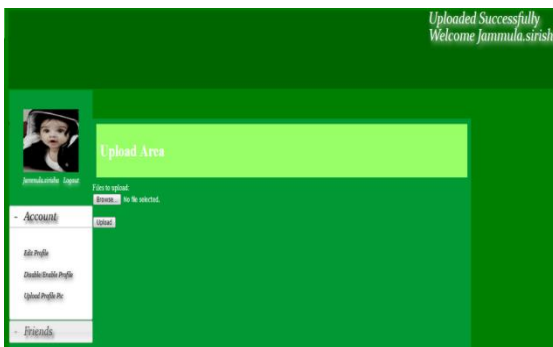 Uploaded Successfully
Welcome Jammula.sirish
Upload Area
Jammula.sirisha Logout
Files to upload:
Browse... No file selected.
Upload
- Account
Edit Profile
Disable/Enable Profile
Upload Profile Pic
Friends